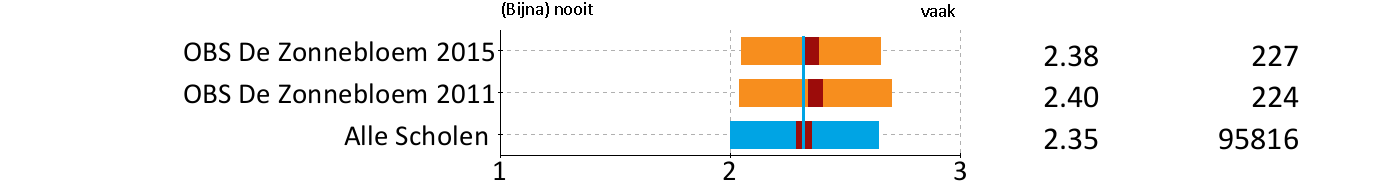 (Bijna) nooit vaak
OBS De Zonnebloem 2015 2.38 227
OBS De Zonnebloem 2011 2.40 224
Alle Scholen 2.35 95816
1 2 3